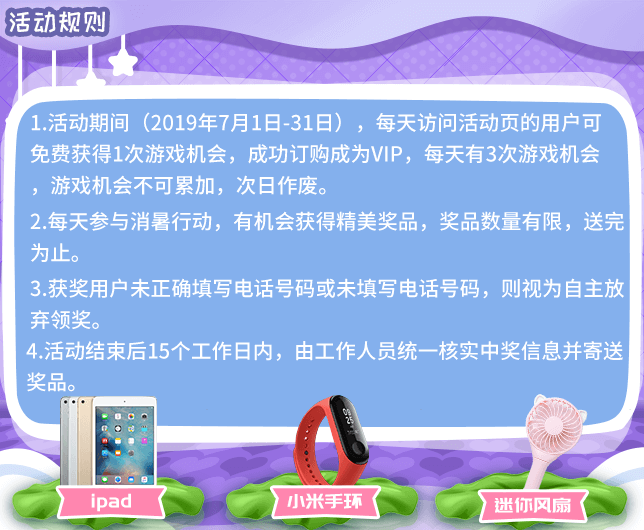 活动规则
1.活动期间（2019年7月1日-31日），每天访问活动页的用户可
免费获得1次游戏机会，成功订购成为VIP，每天有3次游戏机会
，游戏机会不可累加，次日作废。
2.每天参与消暑行动，有机会获得精美奖品，奖品数量有限，送完
为止。
3.获奖用户未正确填写电话号码或未填写电话号码，则视为自主放
弃领奖。
4.活动结束后15个工作日内，由工作人员统一核实中奖信息并寄送
奖品。
ipad
小米手环
迷你风扇